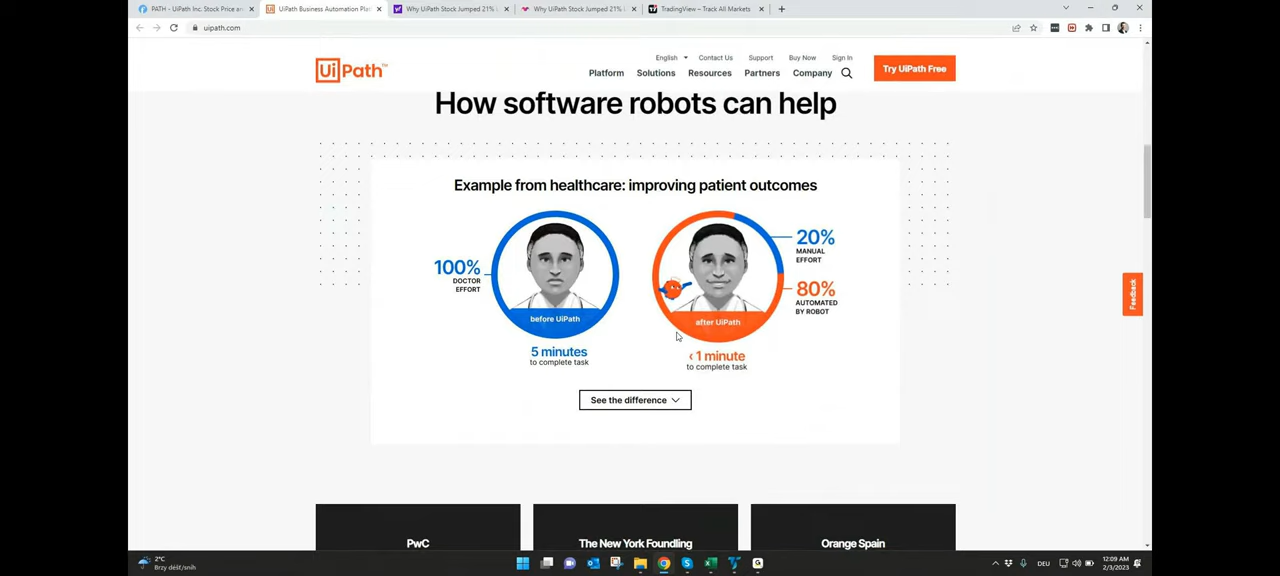 PATH - UiPath Inc. Stock Price an
UiPath Business Automation Plat
Why UiPath Stock Jumped 21% i
Why UiPath Stock Jumped 21% i
TradingView – Track All Markets
uipath.com
English
Contact Us
Support
Buy Now
Sign In
UiPath
Platform
Solutions
Resources
Partners
Company
Try UiPath Free
How software robots can help
Example from healthcare: improving patient outcomes
100%
DOCTOR
EFFORT
before UiPath
5 minutes
to complete task
20%
MANUAL
EFFORT
80%
AUTOMATED
BY ROBOT
after UiPath
‹ 1 minute
to complete task
See the difference
Feedback
PwC
The New York Foundling
Orange Spain
2°C
Brzy déšť/sníh
DEU
12:09 AM
2/3/2023